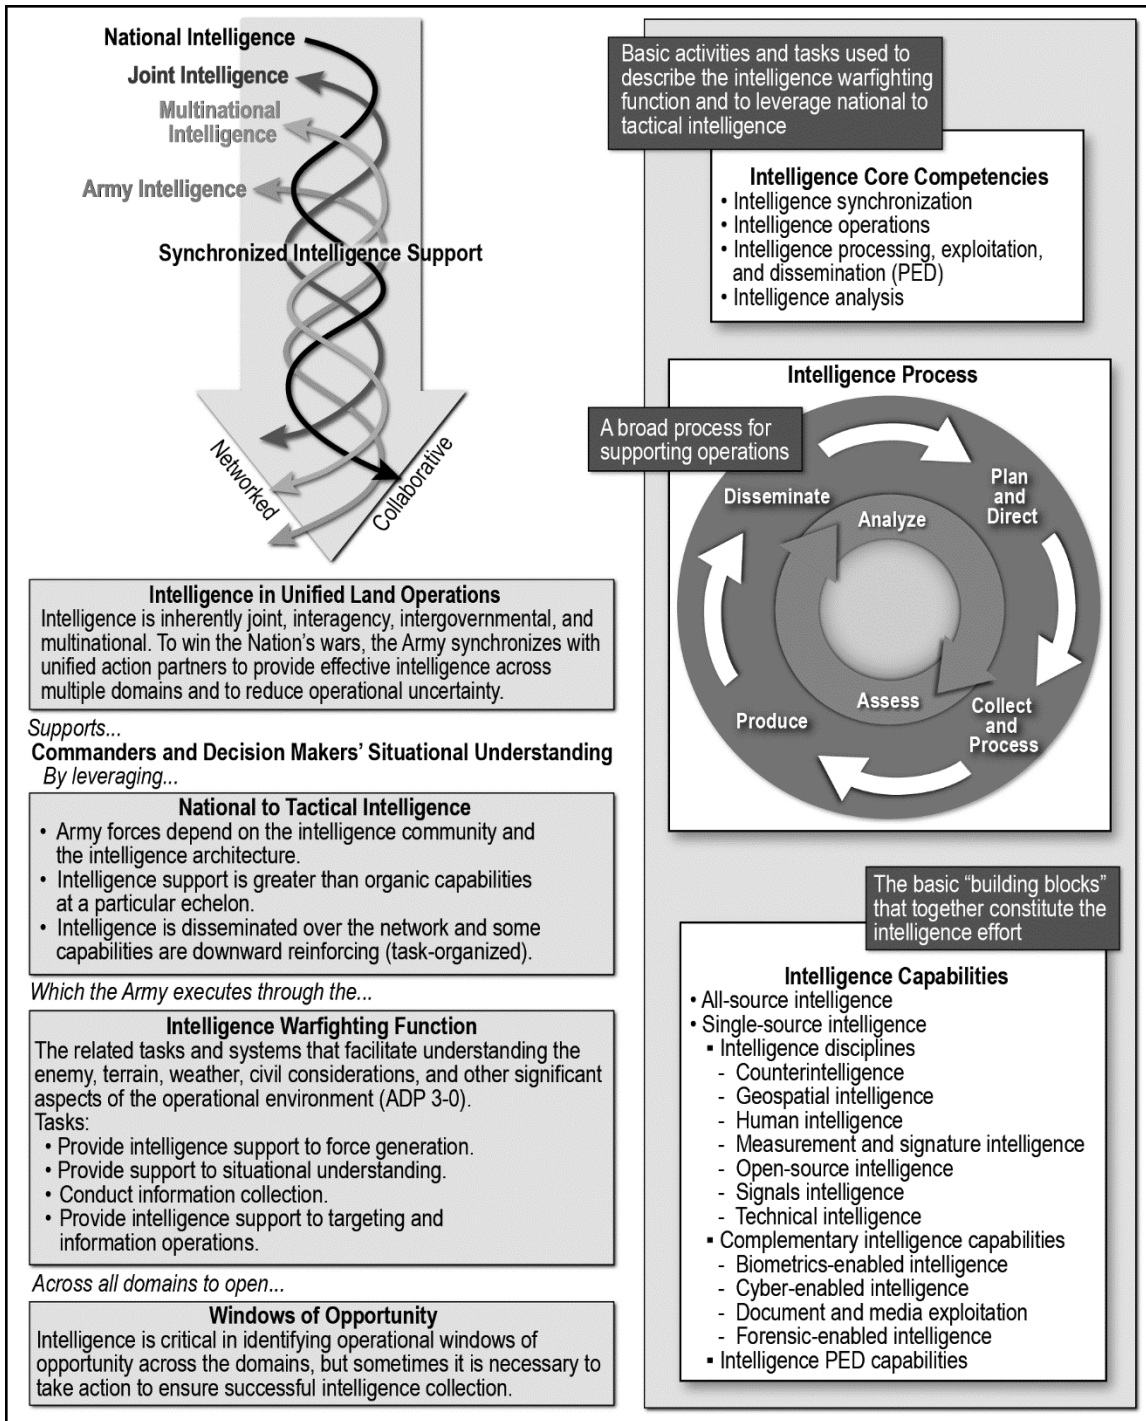 National Intelligence
Joint Intelligence
Multinational
Intelligence
Army Intelligence
Synchronized Intelligence Support
Networked
Collaborative
Intelligence in Unified Land Operations
Intelligence is inherently joint, interagency, intergovernmental, and
multinational. To win the Nation’s wars, the Army synchronizes with
unified action partners to provide effective intelligence across
multiple domains and to reduce operational uncertainty.
Supports...
Commanders and Decision Makers’ Situational Understanding
By leveraging...
National to Tactical Intelligence
• Army forces depend on the intelligence community and
the intelligence architecture.
• Intelligence support is greater than organic capabilities
at a particular echelon.
• Intelligence is disseminated over the network and some
capabilities are downward reinforcing (task-organized).
Which the Army executes through the...
Intelligence Warfighting Function
The related tasks and systems that facilitate understanding the
enemy, terrain, weather, civil considerations, and other significant
aspects of the operational environment (ADP 3-0).
Tasks:
• Provide intelligence support to force generation.
• Provide support to situational understanding.
• Conduct information collection.
• Provide intelligence support to targeting and
information operations.
Across all domains to open...
Windows of Opportunity
Intelligence is critical in identifying operational windows of
opportunity across the domains, but sometimes it is necessary to
take action to ensure successful intelligence collection.
Basic activities and tasks used to
describe the intelligence warfighting
function and to leverage national to
tactical intelligence
Intelligence Core Competencies
• Intelligence synchronization
• Intelligence operations
• Intelligence processing, exploitation,
and dissemination (PED)
• Intelligence analysis
Intelligence Process
A broad process for
supporting operations
Disseminate
Analyze
Plan
and
Direct
Assess
Produce
Collect
and
Process
The basic “building blocks”
that together constitute the
intelligence effort
Intelligence Capabilities
• All-source intelligence
• Single-source intelligence
▪ Intelligence disciplines
- Counterintelligence
- Geospatial intelligence
- Human intelligence
- Measurement and signature intelligence
- Open-source intelligence
- Signals intelligence
- Technical intelligence
▪ Complementary intelligence capabilities
- Biometrics-enabled intelligence
- Cyber-enabled intelligence
- Document and media exploitation
- Forensic-enabled intelligence
▪ Intelligence PED capabilities